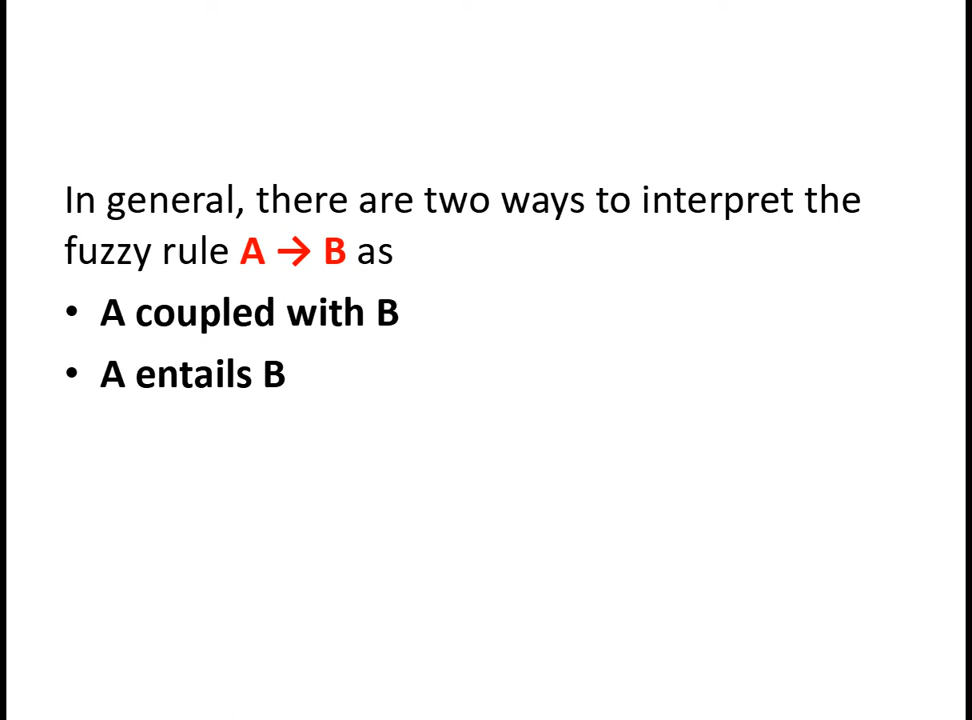 In general, there are two ways to interpret the
fuzzy rule A → B as
• A coupled with B
• A entails B